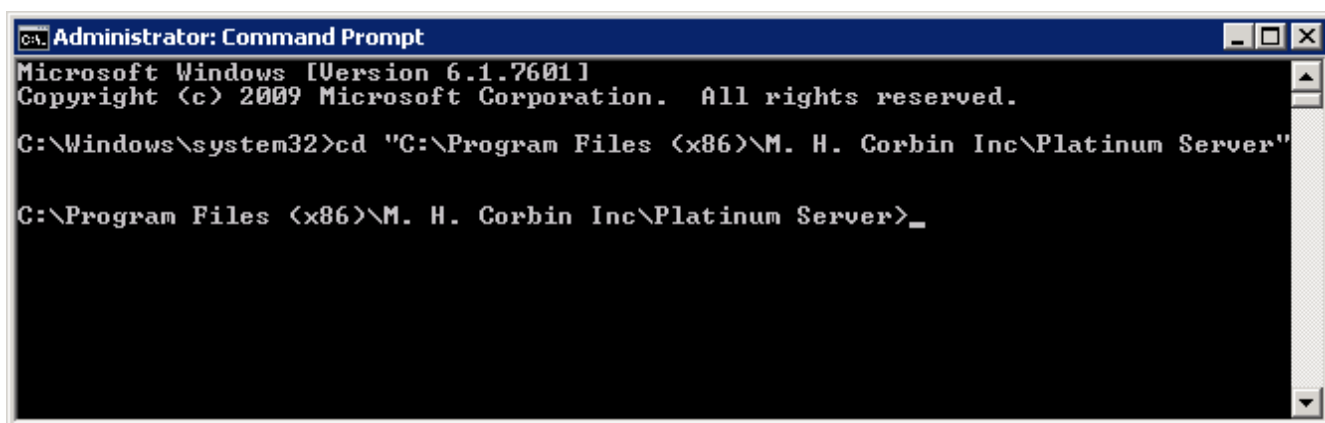 Administrator: Command Prompt
Microsoft Windows [Version 6.1.7601]
Copyright (c) 2009 Microsoft Corporation.  All rights reserved.
C:\Windows\system32>cd "C:\Program Files (x86)\M. H. Corbin Inc\Platinum Server"
C:\Program Files (x86)\M. H. Corbin Inc\Platinum Server>_